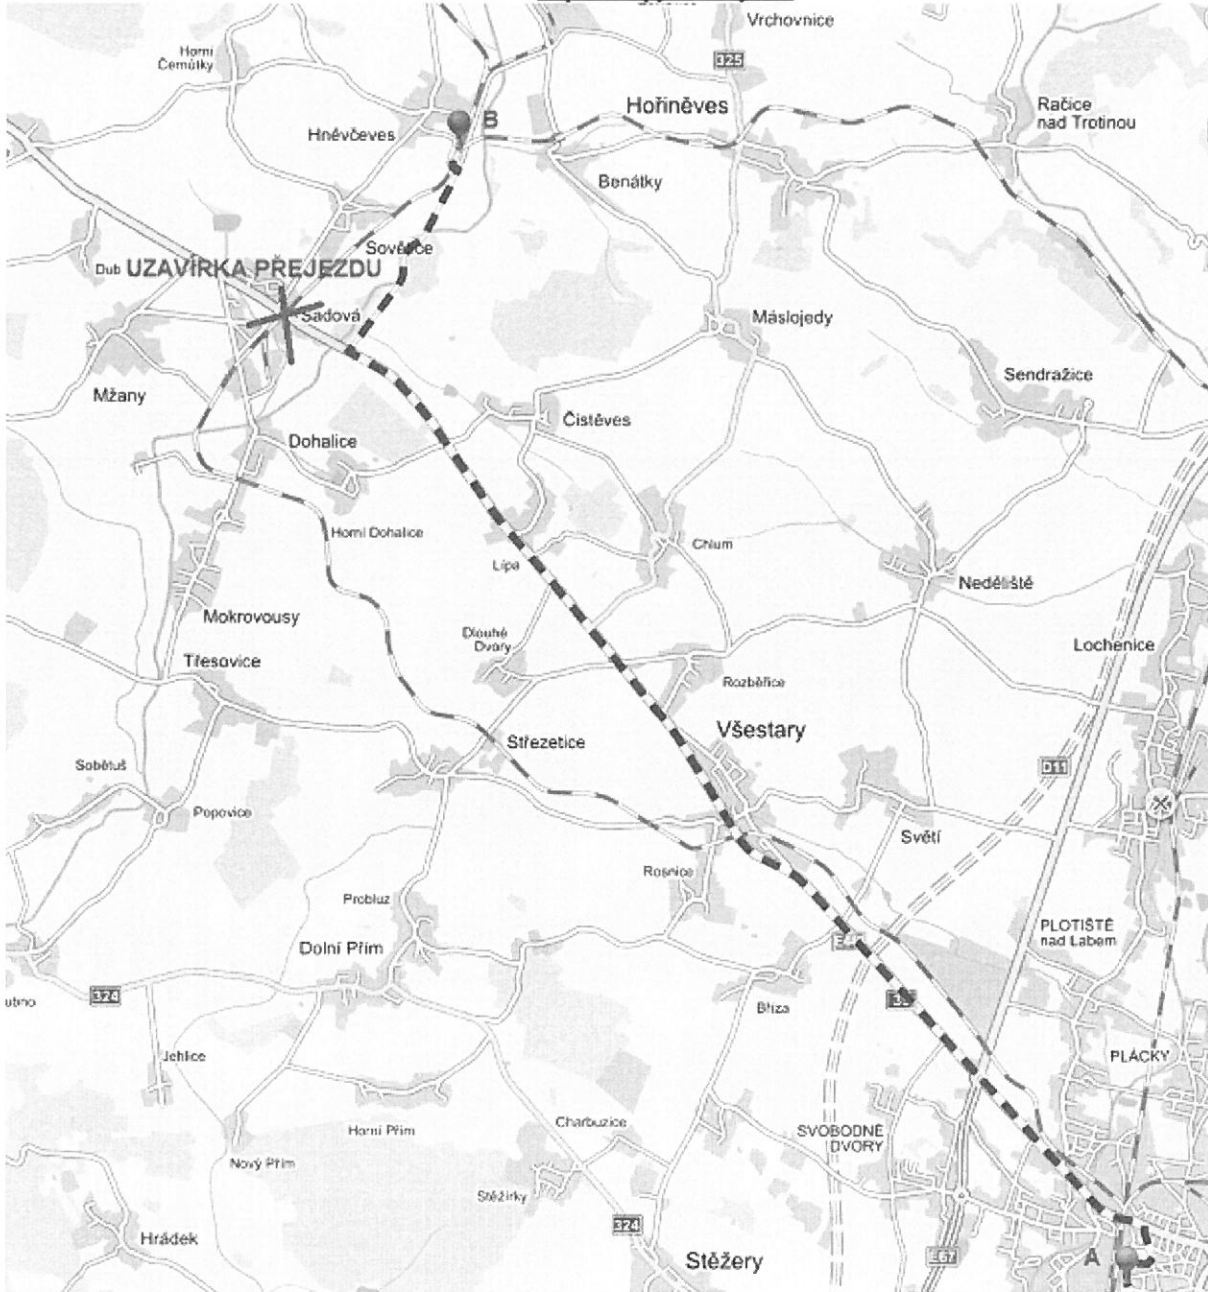 Vrchovnice
Horní
Čemůtky
325
Hořiněves
Račice
nad Trotinou
Hněvčeves
B
Benátky
Sovětice
Dub
UZAVÍRKA PŘEJEZDU
Sadová
Máslojedy
Sendražice
Mžany
Čistěves
Dohalice
Horní Dohalice
Chlum
Lípa
Neděliště
Mokrovousy
Dlouhé
Dvory
Lochenice
Třesovice
Rozběřice
Všestary
Střezetice
Sobětuš
D11
Popovice
Světí
Rosnice
Probluz
PLOTIŠTĚ
nad Labem
Dolní Přím
324
Bříza
Jehlice
PLÁCKY
Horní Přím
Charbuzice
SVOBODNÉ
DVORY
Nový Přím
Stěžírky
324
Hrádek
Stěžery
E67
A